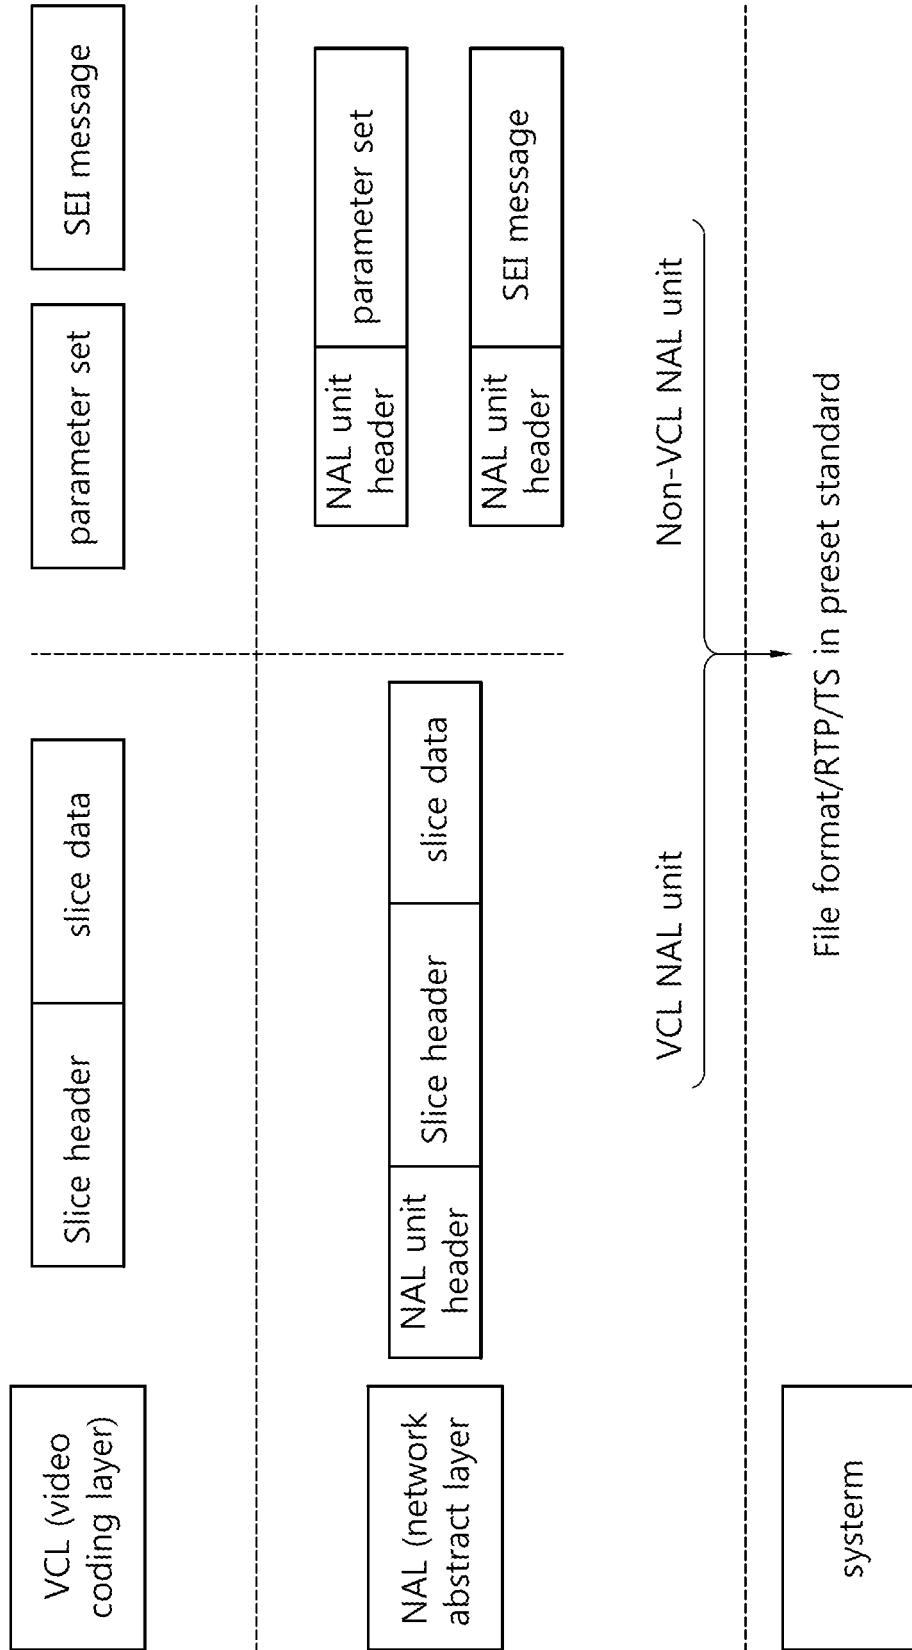 VCL (video
coding layer)
Slice header
slice data
parameter set
SEI message
NAL (network
abstract layer
NAL unit
header
Slice header
slice data
NAL unit
header
parameter set
NAL unit
header
SEI message
VCL NAL unit
Non-VCL NAL unit
systerm
File format/RTP/TS in preset standard